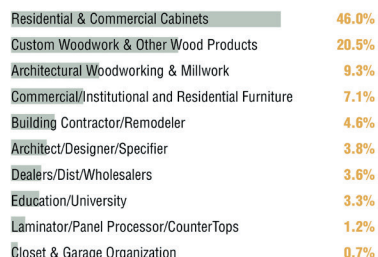 Residential & Commercial Cabinets 46.0%
Custom Woodwork & Other Wood Products 20.5%
Architectural Woodworking & Millwork 9.3%
Commercial/Institutional and Residential Furniture 7.1%
Building Contractor/Remodeler 4.6%
Architect/Designer/Specifier 3.8%
Dealers/Dist/Wholesalers 3.6%
Education/University 3.3%
Laminator/Panel Processor/CounterTops 1.2%
Closet & Garage Organization 0.7%